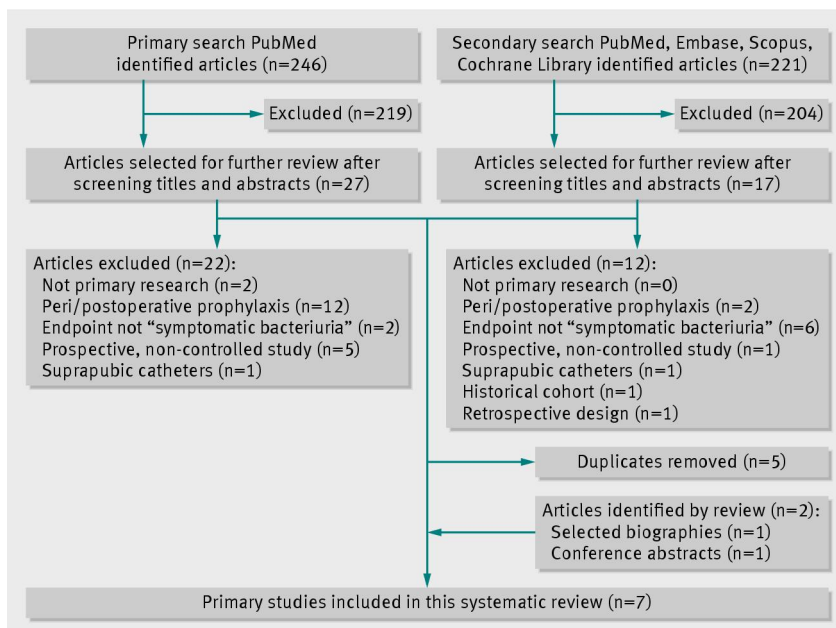 Primary search PubMed
identified articles (n=246)
Secondary search PubMed, Embase, Scopus,
Cochrane Library identified articles (n=221)
Excluded (n=219)
Excluded (n=204)
Articles selected for further review after
screening titles and abstracts (n=27)
Articles selected for further review after
screening titles and abstracts (n=17)
Articles excluded (n=22):
Not primary research (n=2)
Peri/postoperative prophylaxis (n=12)
Endpoint not “symptomatic bacteriuria” (n=2)
Prospective, non-controlled study (n=5)
Suprapubic catheters (n=1)
Articles excluded (n=12):
Not primary research (n=0)
Peri/postoperative prophylaxis (n=2)
Endpoint not “symptomatic bacteriuria” (n=6)
Prospective, non-controlled study (n=1)
Suprapubic catheters (n=1)
Historical cohort (n=1)
Retrospective design (n=1)
Duplicates removed (n=5)
Articles identified by review (n=2):
Selected biographies (n=1)
Conference abstracts (n=1)
Primary studies included in this systematic review (n=7)